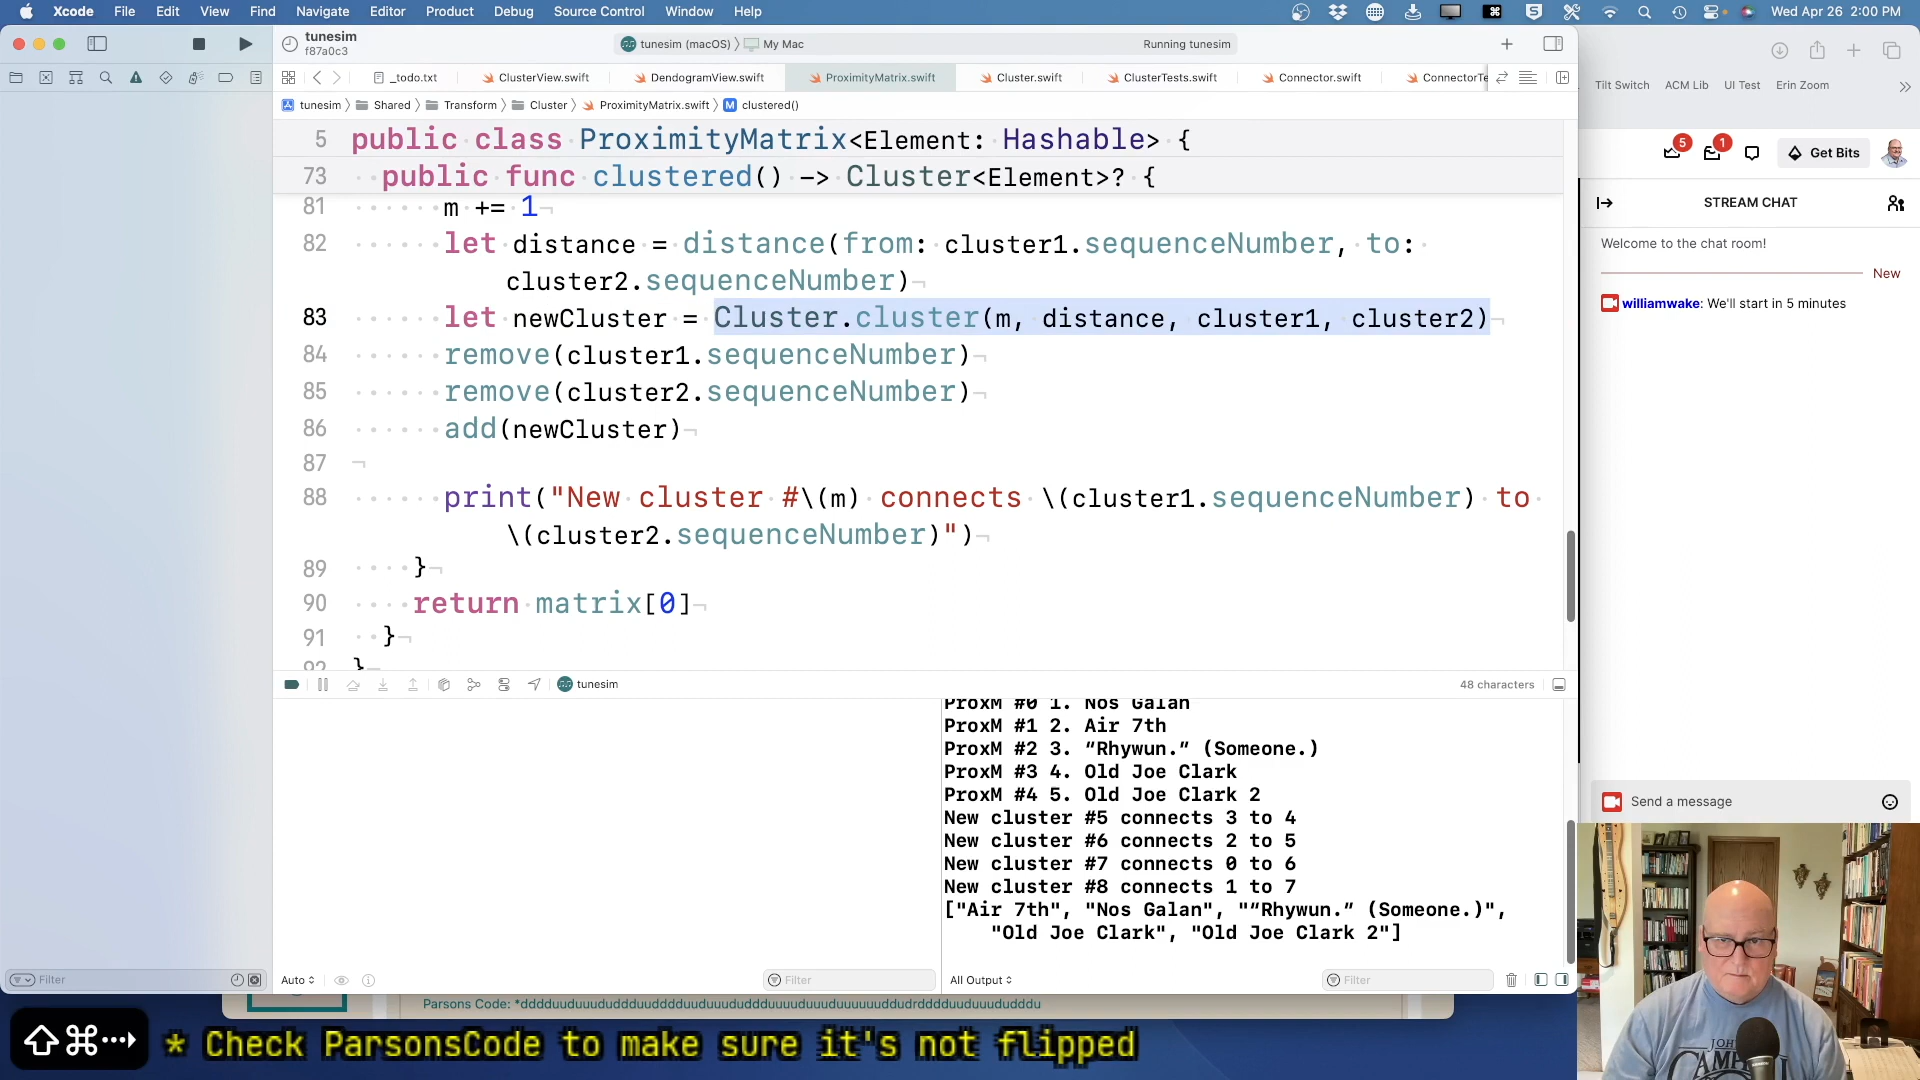 Xcode File Edit View Find Navigate Editor Product Debug Source Control Window Help Wed Apr 26 2:00 PM
tunesim
f87a0c3
tunesim (macOS) My Mac Running tunesim
_todo.txt ClusterView.swift DendogramView.swift ProximityMatrix.swift Cluster.swift ClusterTests.swift Connector.swift ConnectorTe
tunesim Shared Transform Cluster ProximityMatrix.swift M clustered()
5 public class ProximityMatrix<Element: Hashable> {
73 public func clustered() -> Cluster<Element>? {
81 m += 1
82 let distance = distance(from: cluster1.sequenceNumber, to:
cluster2.sequenceNumber)
83 let newCluster = Cluster.cluster(m, distance, cluster1, cluster2)
84 remove(cluster1.sequenceNumber)
85 remove(cluster2.sequenceNumber)
86 add(newCluster)
87
88 print("New cluster #\(m) connects \(cluster1.sequenceNumber) to
\(cluster2.sequenceNumber)")
89 }
90 return matrix[0]
91 }
92 }
tunesim 48 characters
ProxM #0 1. Nos Galan
ProxM #1 2. Air 7th
ProxM #2 3. “Rhywun.” (Someone.)
ProxM #3 4. Old Joe Clark
ProxM #4 5. Old Joe Clark 2
New cluster #5 connects 3 to 4
New cluster #6 connects 2 to 5
New cluster #7 connects 0 to 6
New cluster #8 connects 1 to 7
["Air 7th", "Nos Galan", "“Rhywun.” (Someone.)",
"Old Joe Clark", "Old Joe Clark 2"]
Filter Auto Filter All Output Filter
* Check ParsonsCode to make sure it's not flipped
Tilt Switch ACM Lib UI Test Erin Zoom
5 1 Get Bits
STREAM CHAT
Welcome to the chat room!
New
williamwake: We'll start in 5 minutes
Send a message